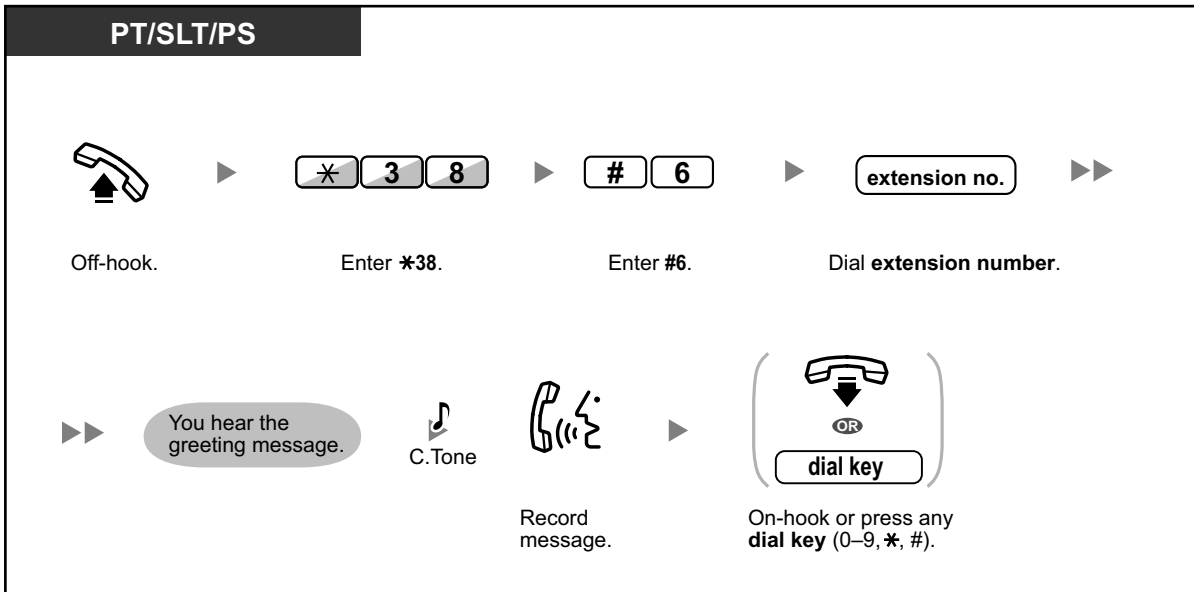 PT/SLT/PS
✳ 3 8 # 6 extension no.
Off-hook. Enter ✳38. Enter #6. Dial extension number.
You hear the
greeting message.
C.Tone
OR
dial key
Record
message.
On-hook or press any
dial key (0–9, ✳, #).